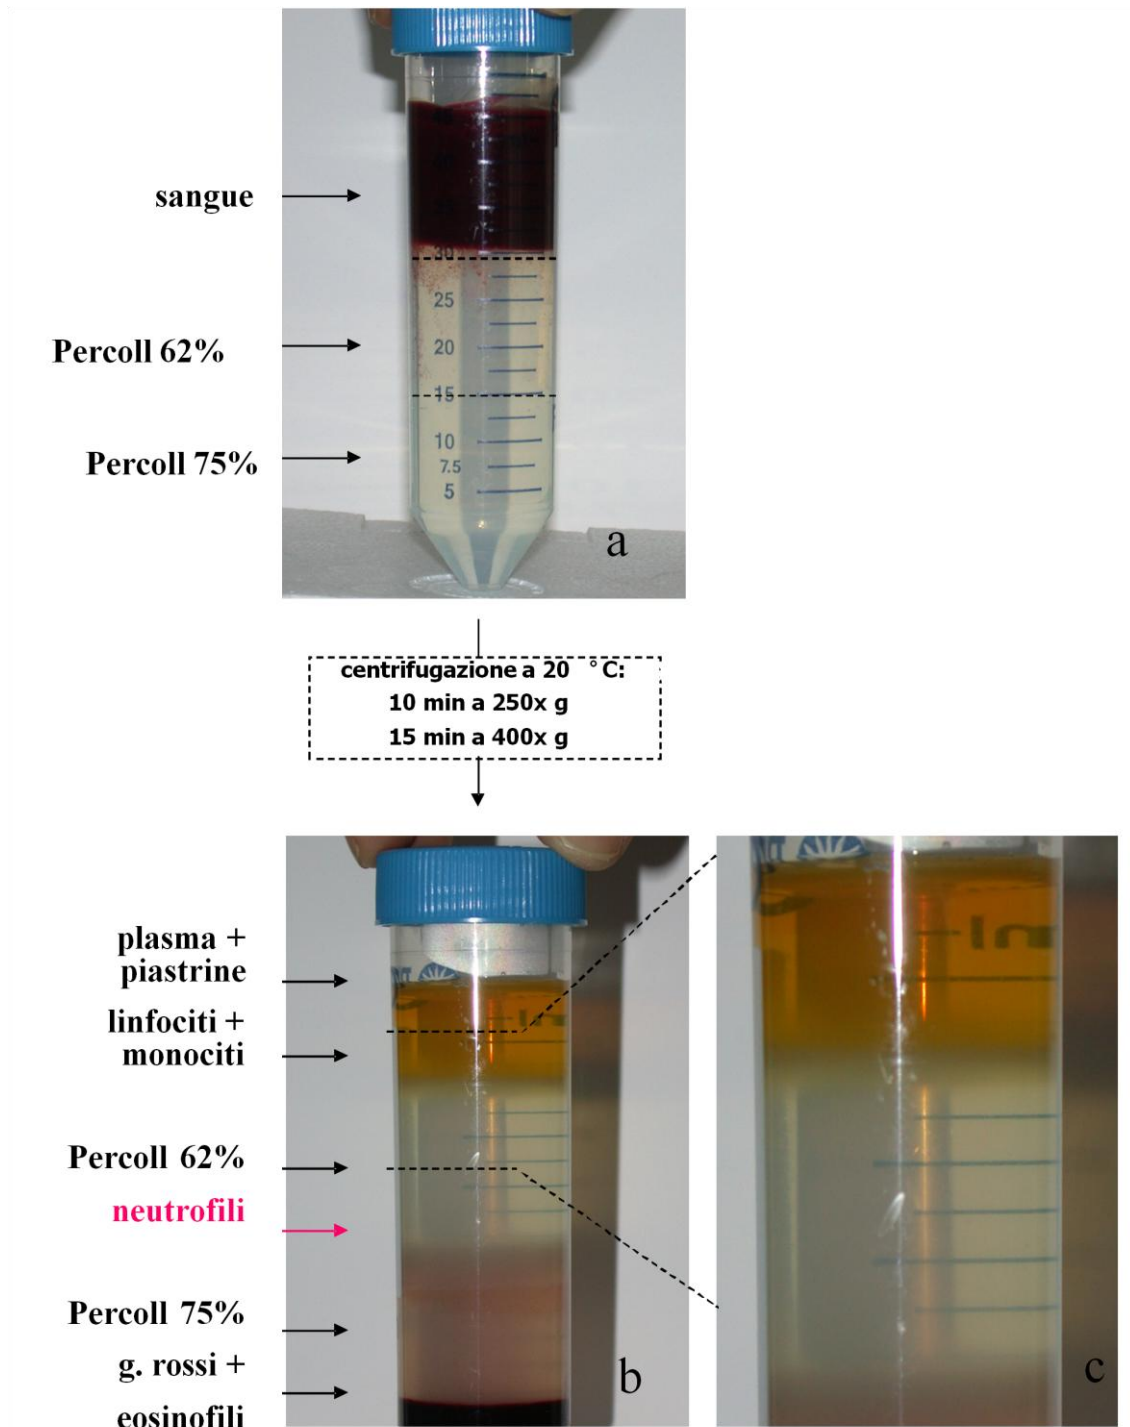 sangue
30
25
Percoll 62%
20
15
10
Percoll 75%
7.5
5
a
centrifugazione a 20 °C:
10 min a 250x g
15 min a 400x g
plasma +
piastrine
linfociti +
monociti
Percoll 62%
neutrofili
Percoll 75%
g. rossi +
eosinofili
b
c